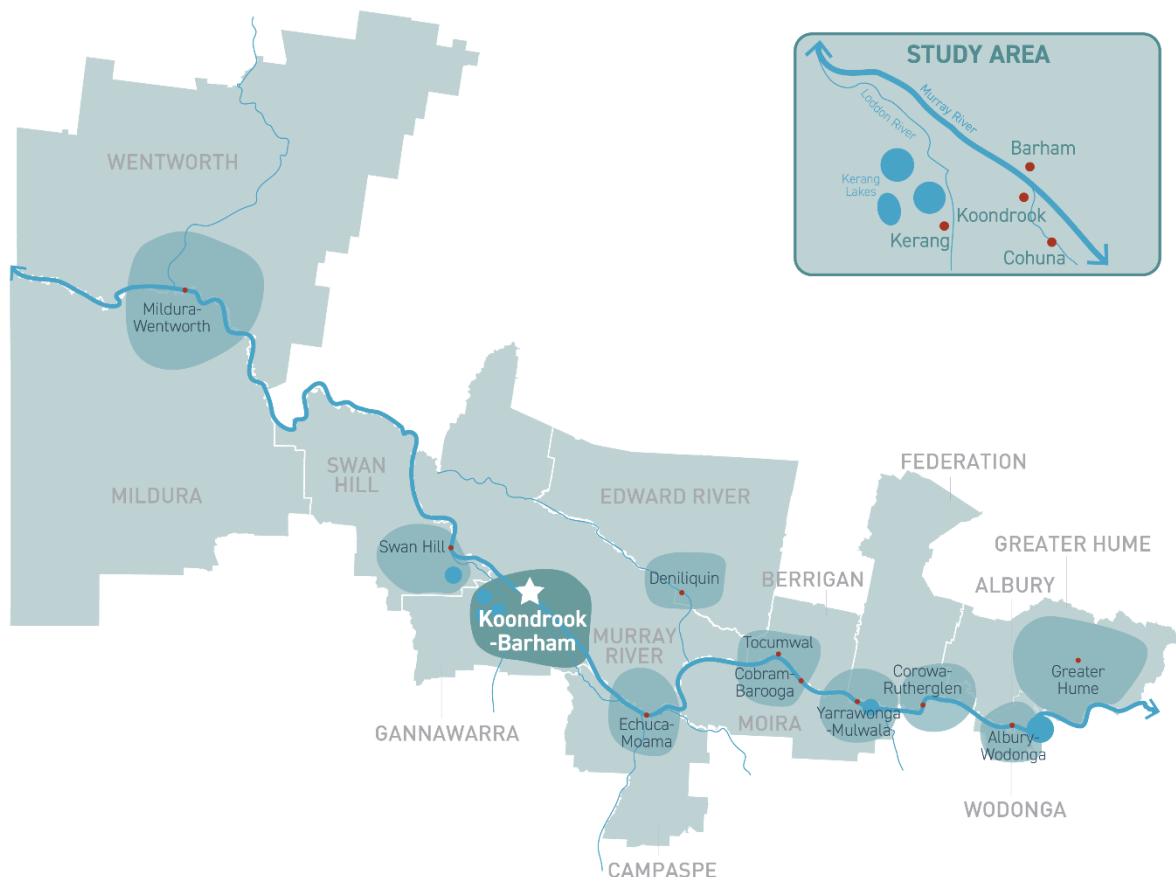 STUDY AREA
Loddon River
Murray River
Barham
Kerang
Lakes
Koondrook
Kerang
Cohuna
WENTWORTH
Mildura-
Wentworth
MILDURA
SWAN
HILL
EDWARD RIVER
FEDERATION
GREATER HUME
Swan Hill
Deniliquin
BERRIGAN
ALBURY
Koondrook
-Barham
MURRAY
RIVER
Tocumwal
Cobram-
Barooga
Corowa-
Rutherglen
Greater
Hume
Yarrawonga
-Mulwala
Echuca-
Moama
MOIRA
GANNAWARRA
Albury-
Wodonga
WODONGA
CAMPASPE